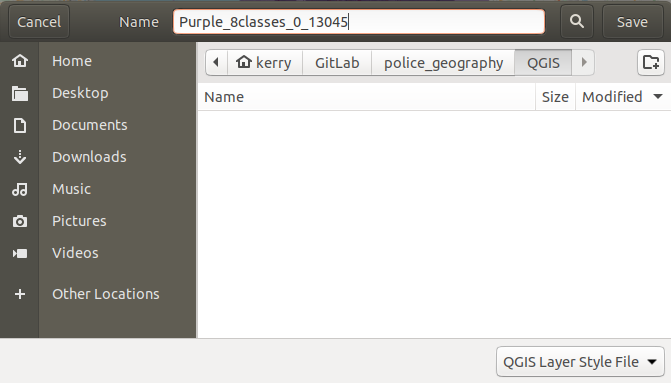 Cancel Name Purple_8classes_0_13045 Save
Home
Desktop
Documents
Downloads
Music
Pictures
Videos
Other Locations
kerry GitLab police_geography QGIS
Name Size Modified
QGIS Layer Style File